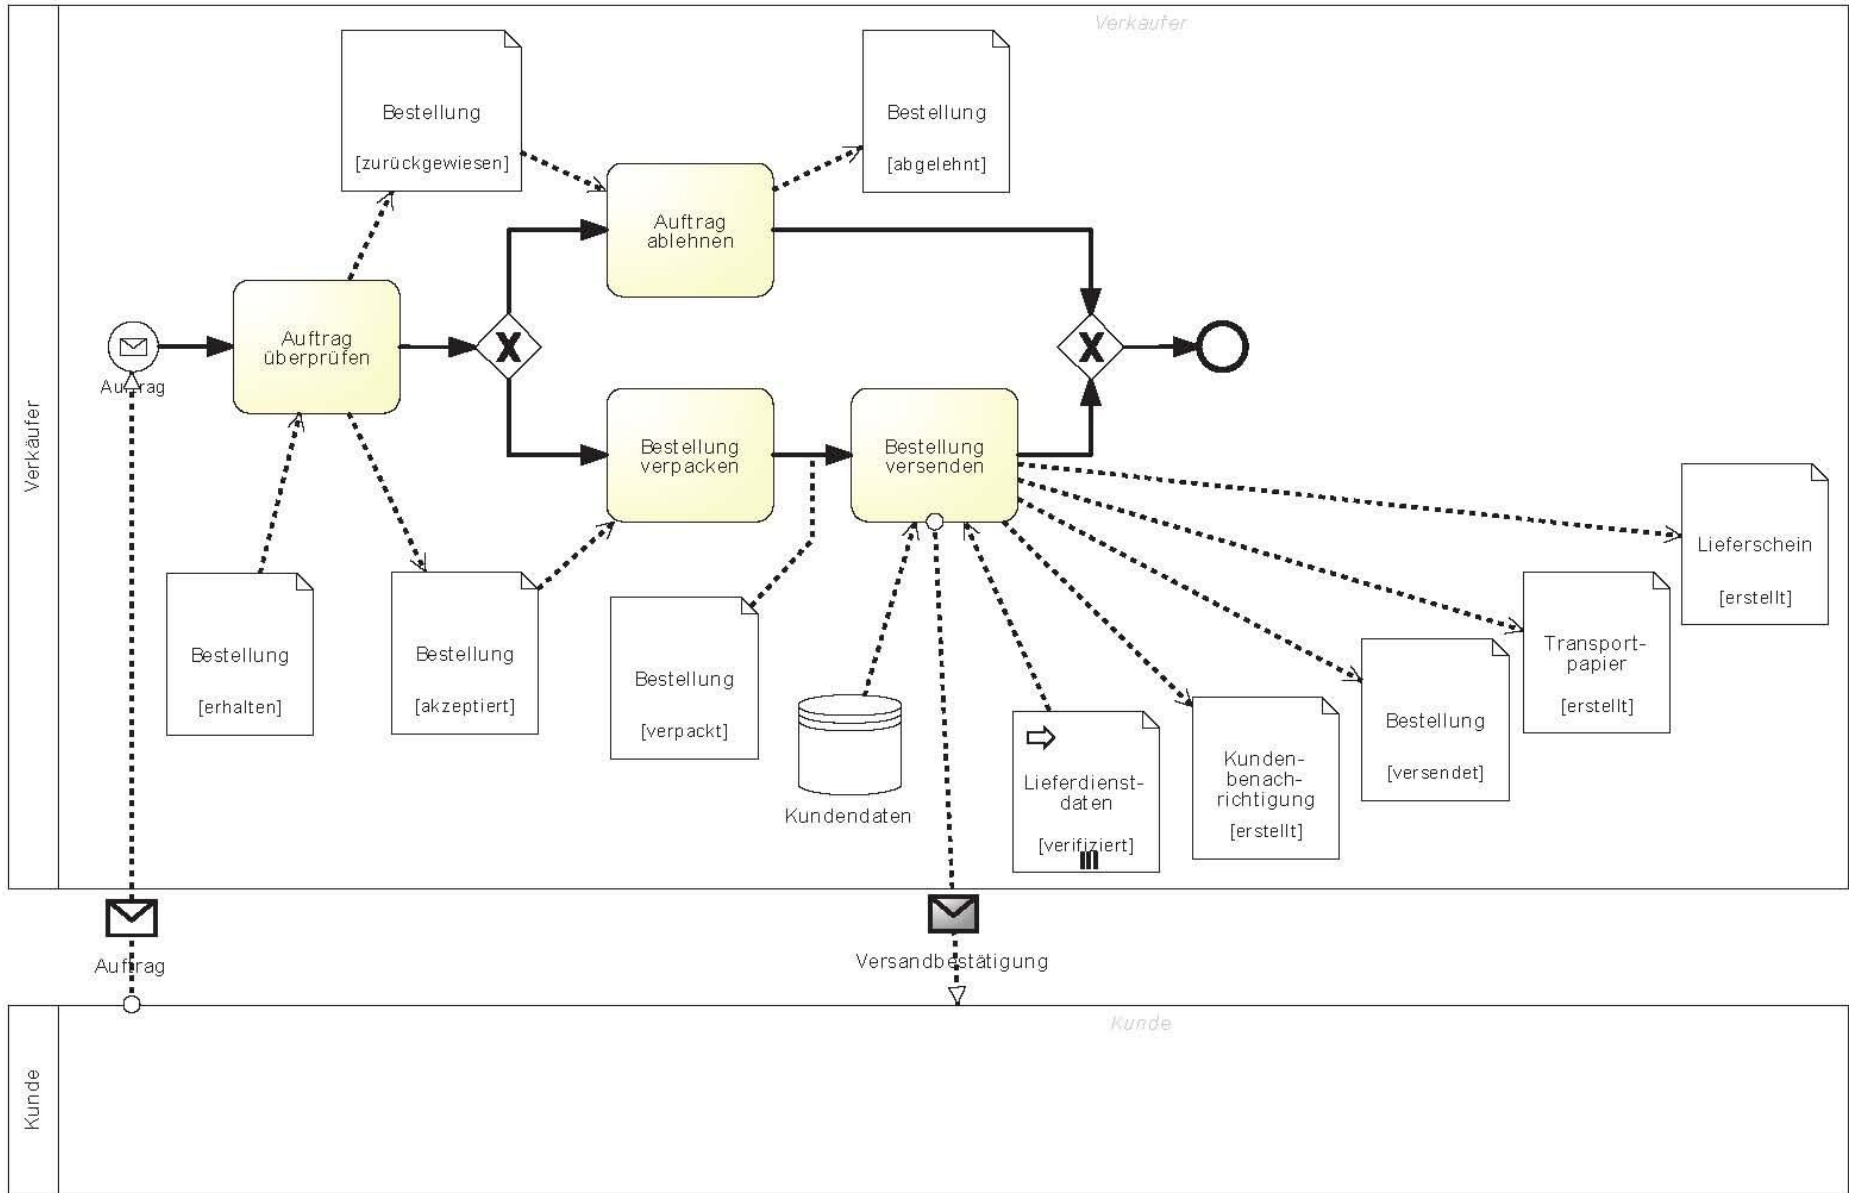 Verkäufer
Verkäufer
Bestellung
[zurückgewiesen]
Bestellung
[abgelehnt]
Auftrag
ablehnen
Auftrag
Auftrag
überprüfen
Bestellung
verpacken
Bestellung
versenden
Bestellung
[erhalten]
Bestellung
[akzeptiert]
Bestellung
[verpackt]
Kundendaten
Lieferdienst-
daten
[verifiziert]
Kunden-
benach-
richtigung
[erstellt]
Bestellung
[versendet]
Transport-
papier
[erstellt]
Lieferschein
[erstellt]
Auftrag
Versandbestätigung
Kunde
Kunde